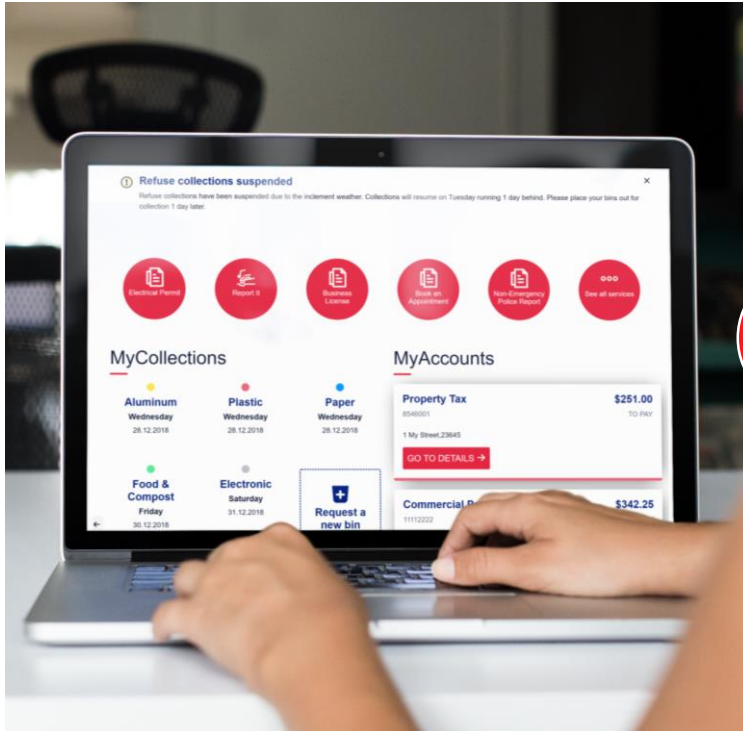 Refuse collections suspended
Refuse collections have been suspended due to the inclement weather. Collections will resume on Tuesday running 1 day behind. Please place your bins out for
collection 1 day later.
Electrical Permit
Report it
Business
License
Book an
Appointment
Non-Emergency
Police Report
See all services
MyCollections
Aluminum
Wednesday
28.12.2018
Plastic
Wednesday
28.12.2018
Paper
Wednesday
28.12.2018
Food &
Compost
Friday
30.12.2018
Electronic
Saturday
31.12.2018
Request a
new bin
MyAccounts
Property Tax
$251.00
8546001
TO PAY
1 My Street,23645
GO TO DETAILS →
Commercial
$342.25
11112222